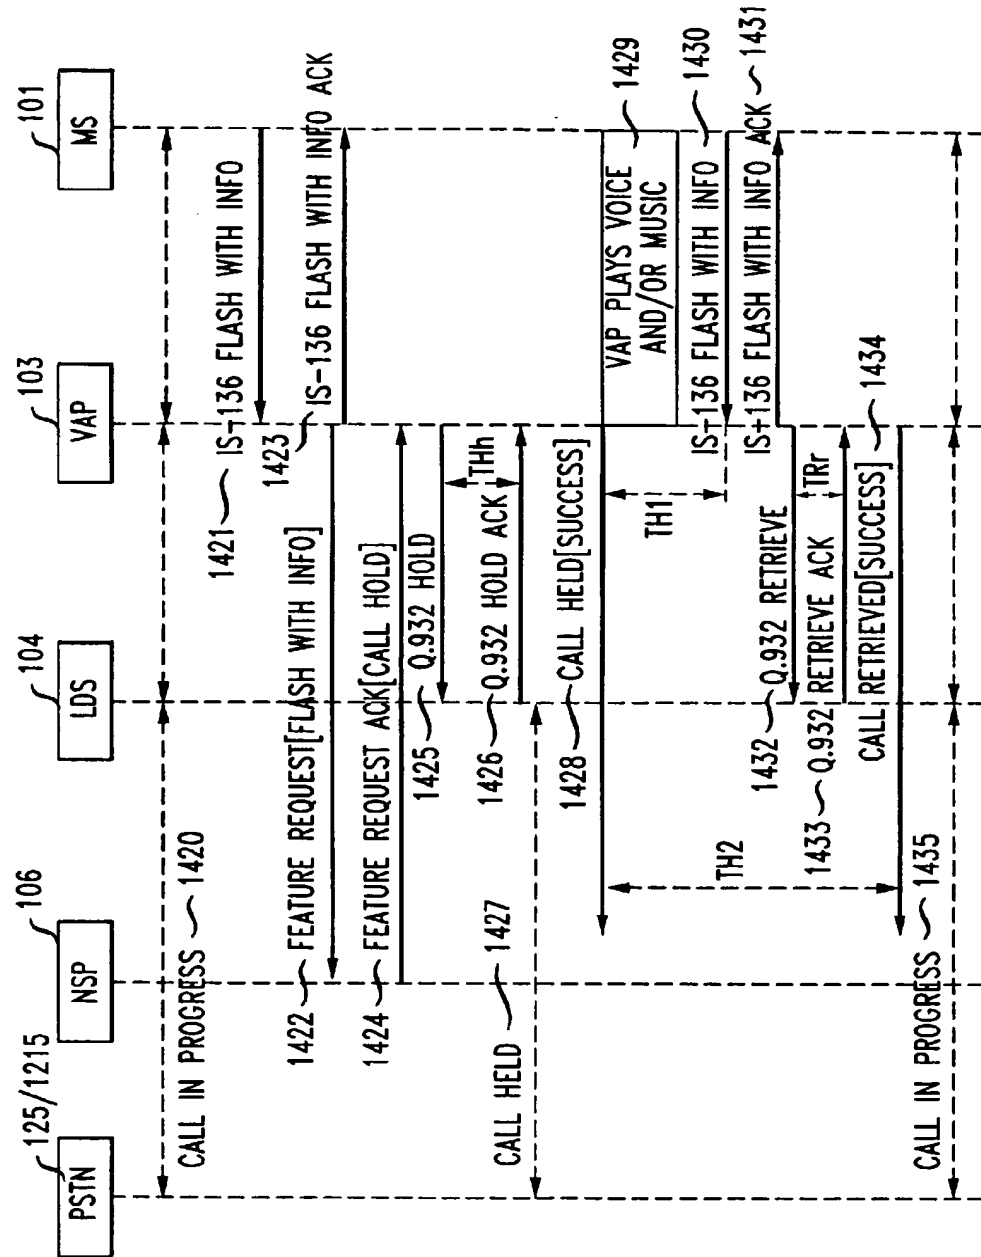 125/1215
PSTN
106
NSP
104
LDS
103
VAP
101
MS
CALL IN PROGRESS 1420
1421 IS-136 FLASH WITH INFO
1422 FEATURE REQUEST[FLASH WITH INFO]
1423 IS-136 FLASH WITH INFO ACK
1424 FEATURE REQUEST ACK[CALL HOLD]
1425 Q.932 HOLD
THh
1426 Q.932 HOLD ACK
CALL HELD 1427
1428 CALL HELD[SUCCESS]
VAP PLAYS VOICE
AND/OR MUSIC
1429
TH1
IS-136 FLASH WITH INFO 1430
IS-136 FLASH WITH INFO ACK 1431
1432 Q.932 RETRIEVE
TRr
1433 Q.932 RETRIEVE ACK
TH2
CALL RETRIEVED[SUCCESS] 1434
CALL IN PROGRESS 1435